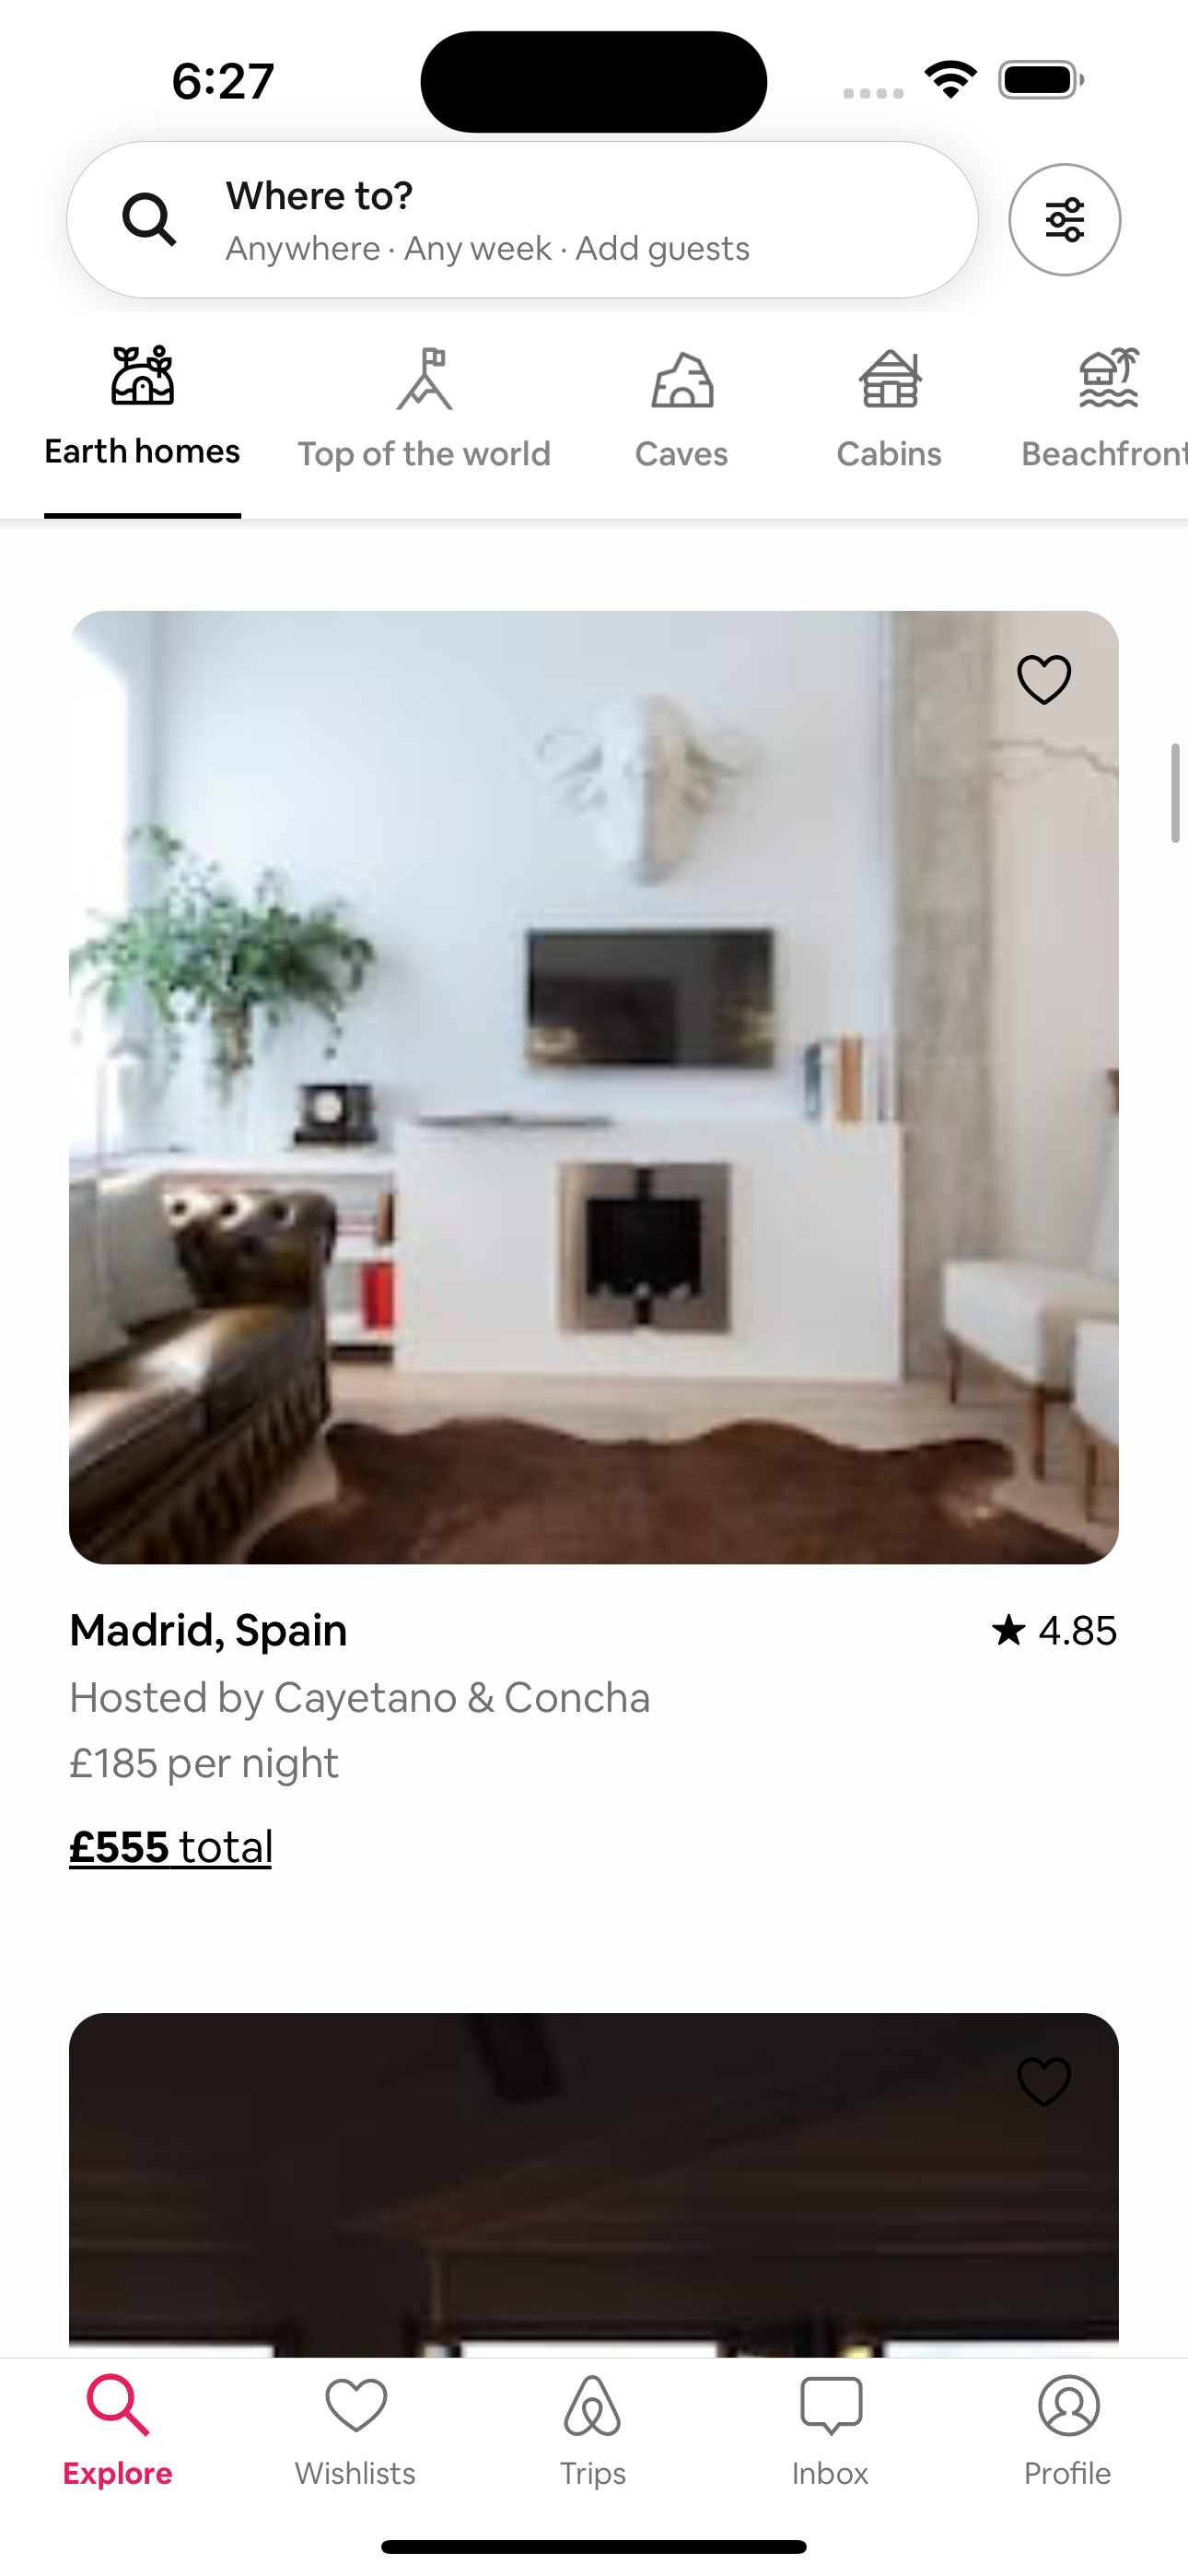 6:27
Where to?
Anywhere · Any week · Add guests
Earth homes
Top of the world
Caves
Cabins
Beachfront
Madrid, Spain
★ 4.85
Hosted by Cayetano & Concha
£185 per night
£555 total
Explore
Wishlists
Trips
Inbox
Profile